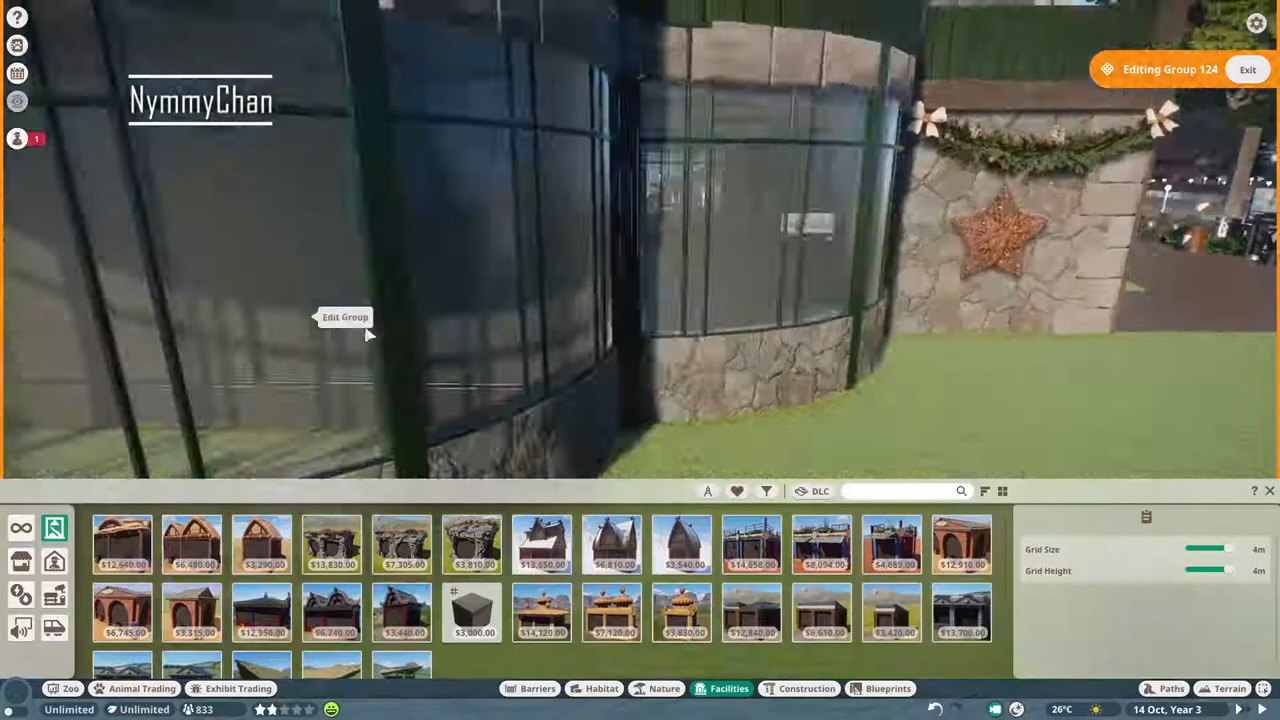 ?
Editing Group 124
Exit
NymmyChan
1
Edit Group
DLC
?
$12,640.00
$6,480.00
$3,290.00
$13,830.00
$7,305.00
$3,810.00
$13,650.00
$6,810.00
$3,540.00
$14,658.00
$8,094.00
$4,689.00
$12,910.00
Grid Size
4m
Grid Height
4m
$6,745.00
$3,315.00
$12,950.00
$6,740.00
$3,440.00
#
$3,000.00
$14,120.00
$7,120.00
$3,830.00
$12,840.00
$6,610.00
$3,420.00
$13,700.00
Zoo
Animal Trading
Exhibit Trading
Barriers
Habitat
Nature
Facilities
Construction
Blueprints
Paths
Terrain
Unlimited
Unlimited
833
26°C
14 Oct, Year 3